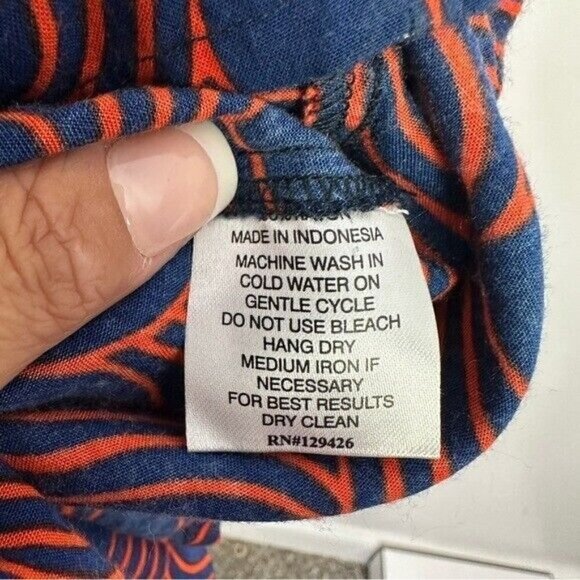 MADE IN INDONESIA
MACHINE WASH IN
COLD WATER ON
GENTLE CYCLE
DO NOT USE BLEACH
HANG DRY
MEDIUM IRON IF
NECESSARY
FOR BEST RESULTS
DRY CLEAN
RN#129426